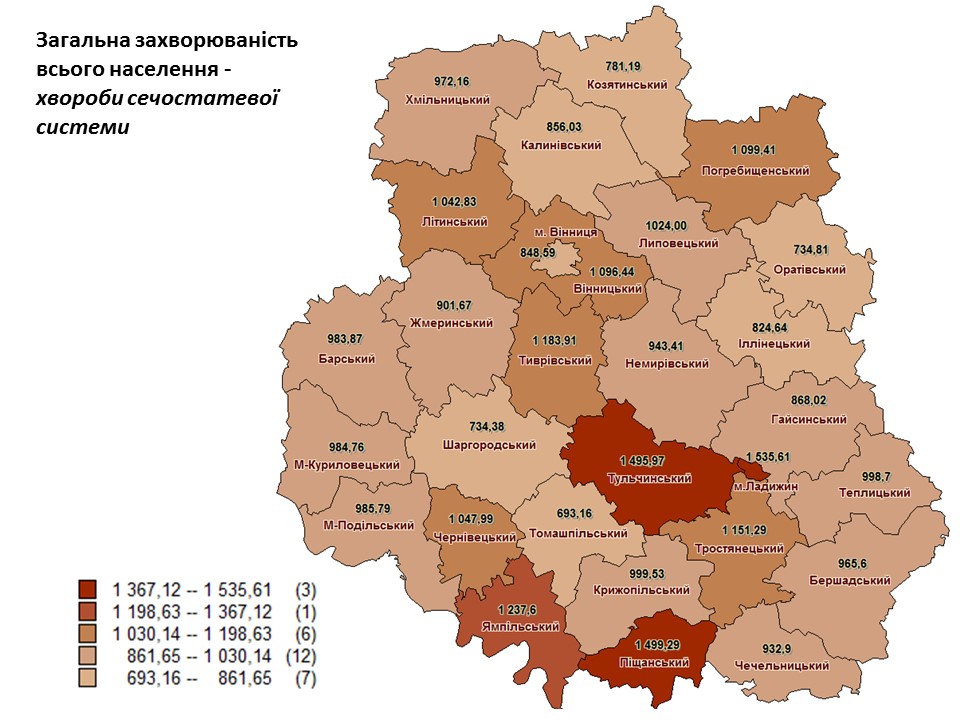 Загальна захворюваність
всього населення -
хвороби сечостатевої
системи
781,19
Козятинський
972,16
Хмільницький
856,03
Калинівський
1 099,41
Погребищенський
1 042,83
Літинський
м. Вінниця
848,59
1 096,44
Вінницький
1024,00
Липовецький
734,81
Оратівський
901,67
Жмеринський
983,87
Барський
1 183,91
Тиврівський
943,41
Немирівський
824,64
Іллінецький
868,02
Гайсинський
734,38
Шаргородський
984,76
М-Куриловецький
1 495,97
Тульчинський
1 535,61
м.Ладижин
998,7
Теплицький
985,79
М-Подільський
1 047,99
Чернівецький
693,16
Томашпільський
1 151,29
Тростянецький
965,6
Бершадський
999,53
Крижопільський
1 237,6
Ямпільський
1 499,29
Піщанський
932,9
Чечельницький
1 367,12 -- 1 535,61 (3)
1 198,63 -- 1 367,12 (1)
1 030,14 -- 1 198,63 (6)
861,65 -- 1 030,14 (12)
693,16 -- 861,65 (7)